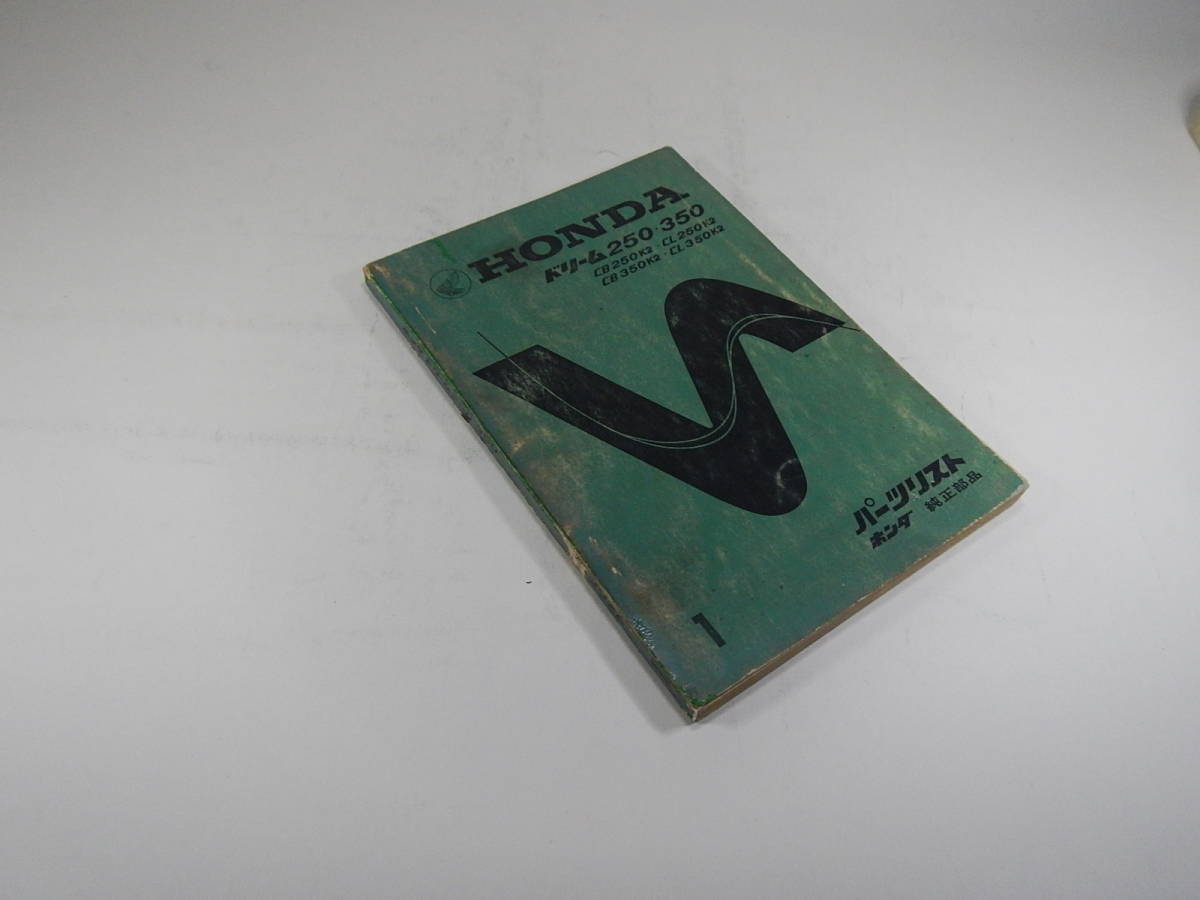 HONDA
ドリーム250・350
CB250K2・CL250K2
CB350K2・CL350K2
パーツリスト
ホンダ 純正部品
1